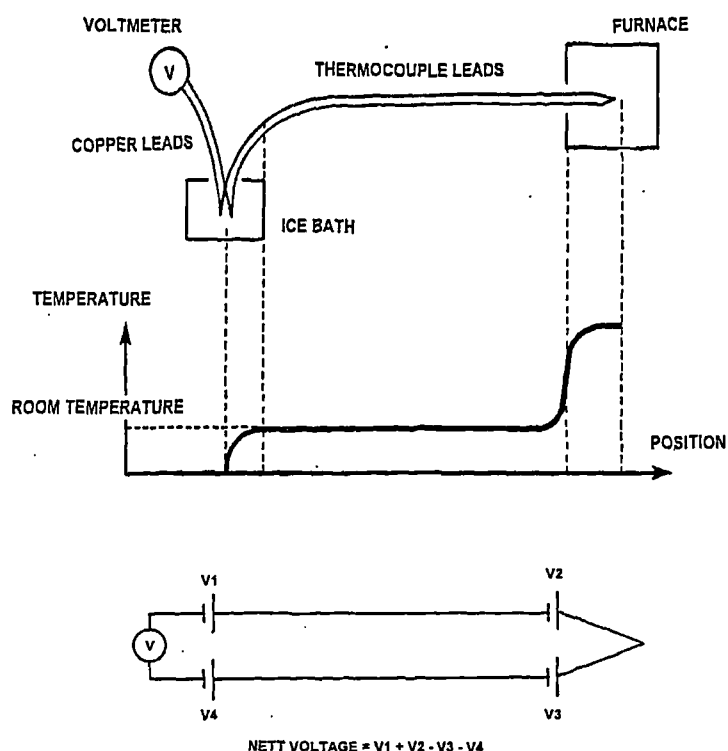 VOLTMETER
FURNACE
V
THERMOCOUPLE LEADS
COPPER LEADS
ICE BATH
TEMPERATURE
ROOM TEMPERATURE
POSITION
V1
V2
V
V4
V3
NETT VOLTAGE = V1 + V2 - V3 - V4